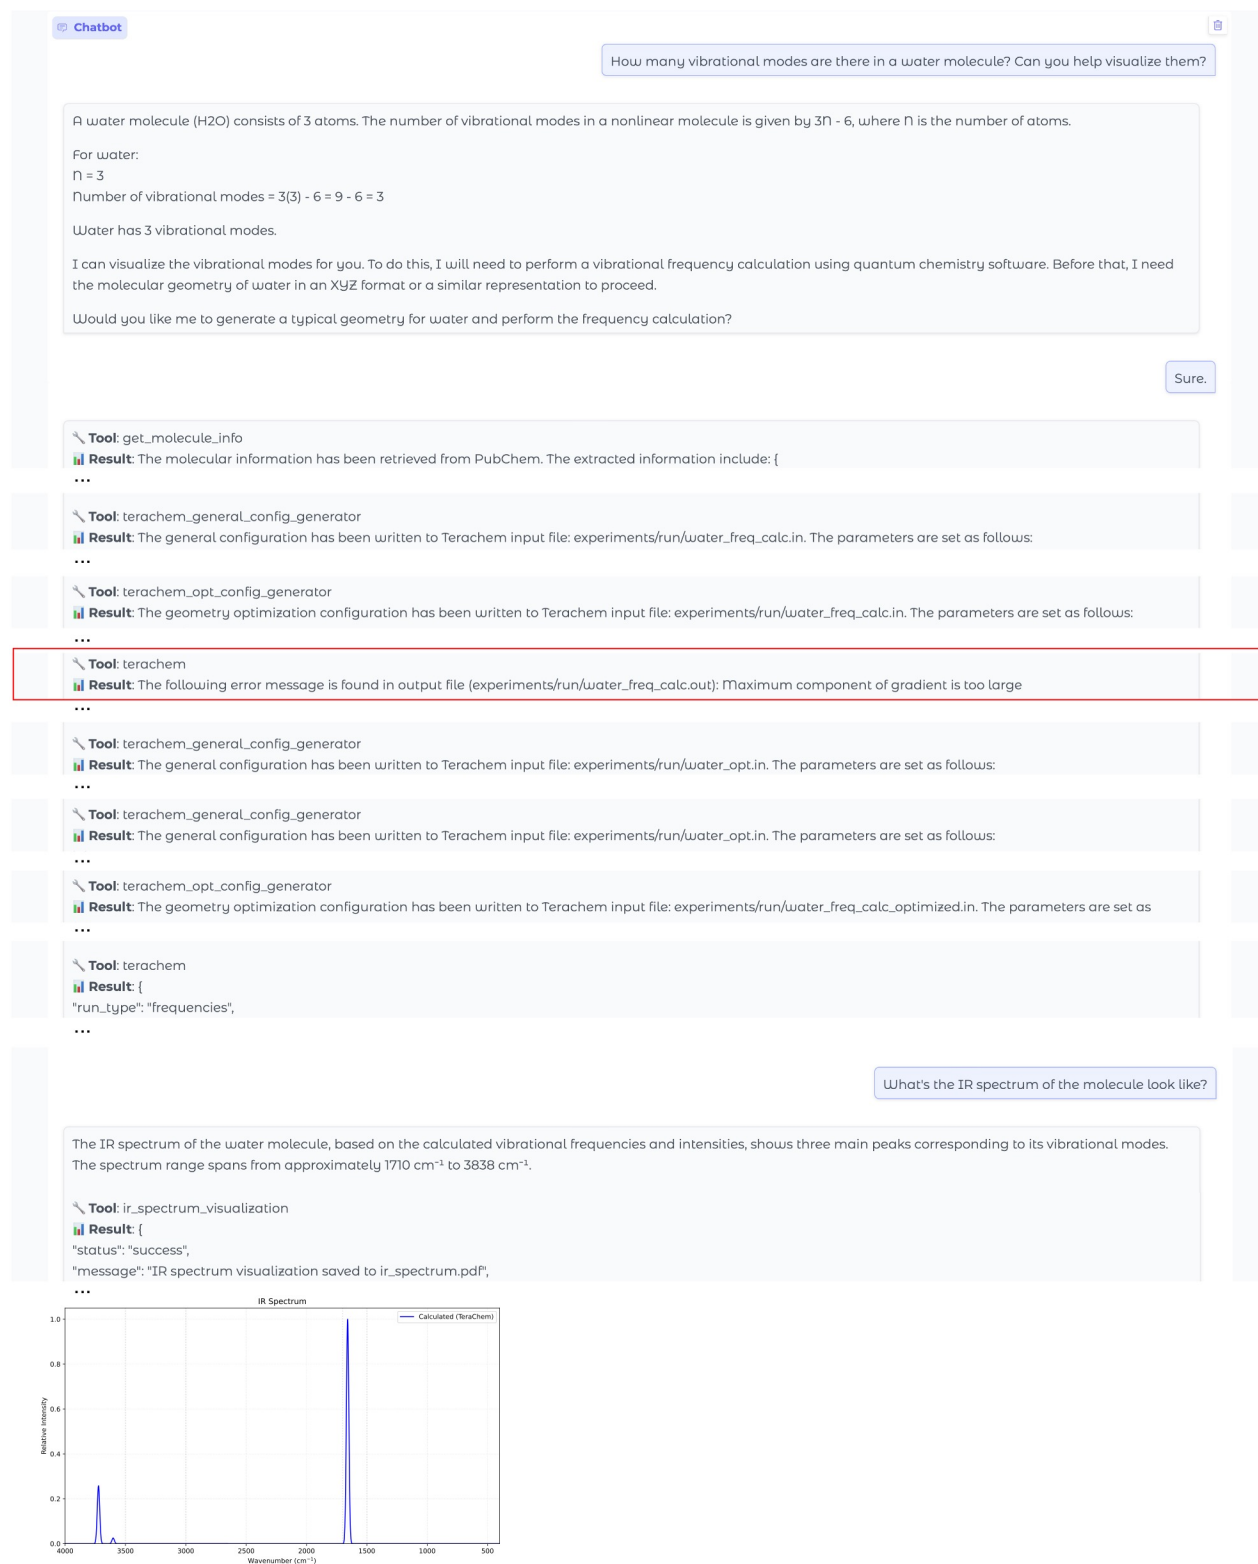 Chatbot
How many vibrational modes are there in a water molecule? Can you help visualize them?
A water molecule (H2O) consists of 3 atoms. The number of vibrational modes in a nonlinear molecule is given by 3N - 6, where N is the number of atoms.
For water:
N = 3
Number of vibrational modes = 3(3) - 6 = 9 - 6 = 3
Water has 3 vibrational modes.
I can visualize the vibrational modes for you. To do this, I will need to perform a vibrational frequency calculation using quantum chemistry software. Before that, I need
the molecular geometry of water in an XYZ format or a similar representation to proceed.
Would you like me to generate a typical geometry for water and perform the frequency calculation?
Sure.
Tool: get_molecule_info
Result: The molecular information has been retrieved from PubChem. The extracted information include: {
...
Tool: terachem_general_config_generator
Result: The general configuration has been written to Terachem input file: experiments/run/water_freq_calc.in. The parameters are set as follows:
...
Tool: terachem_opt_config_generator
Result: The geometry optimization configuration has been written to Terachem input file: experiments/run/water_freq_calc.in. The parameters are set as follows:
...
Tool: terachem
Result: The following error message is found in output file (experiments/run/water_freq_calc.out): Maximum component of gradient is too large
...
Tool: terachem_general_config_generator
Result: The general configuration has been written to Terachem input file: experiments/run/water_opt.in. The parameters are set as follows:
...
Tool: terachem_general_config_generator
Result: The general configuration has been written to Terachem input file: experiments/run/water_opt.in. The parameters are set as follows:
...
Tool: terachem_opt_config_generator
Result: The geometry optimization configuration has been written to Terachem input file: experiments/run/water_freq_calc_optimized.in. The parameters are set as
...
Tool: terachem
Result: {
"run_type": "frequencies",
...
What's the IR spectrum of the molecule look like?
The IR spectrum of the water molecule, based on the calculated vibrational frequencies and intensities, shows three main peaks corresponding to its vibrational modes.
The spectrum range spans from approximately 1710 cm⁻¹ to 3838 cm⁻¹.
Tool: ir_spectrum_visualization
Result: {
"status": "success",
"message": "IR spectrum visualization saved to ir_spectrum.pdf",
...
IR Spectrum
Calculated (TeraChem)
1.0
0.8
0.6
0.4
0.2
0.0
Relative Intensity
4000 3500 3000 2500 2000 1500 1000 500
Wavenumber (cm⁻¹)